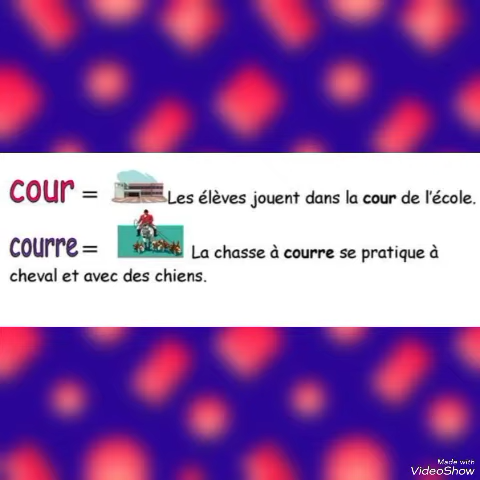 cour = Les élèves jouent dans la cour de l'école.
courre = La chasse à courre se pratique à
cheval et avec des chiens.
Made with
VideoShow